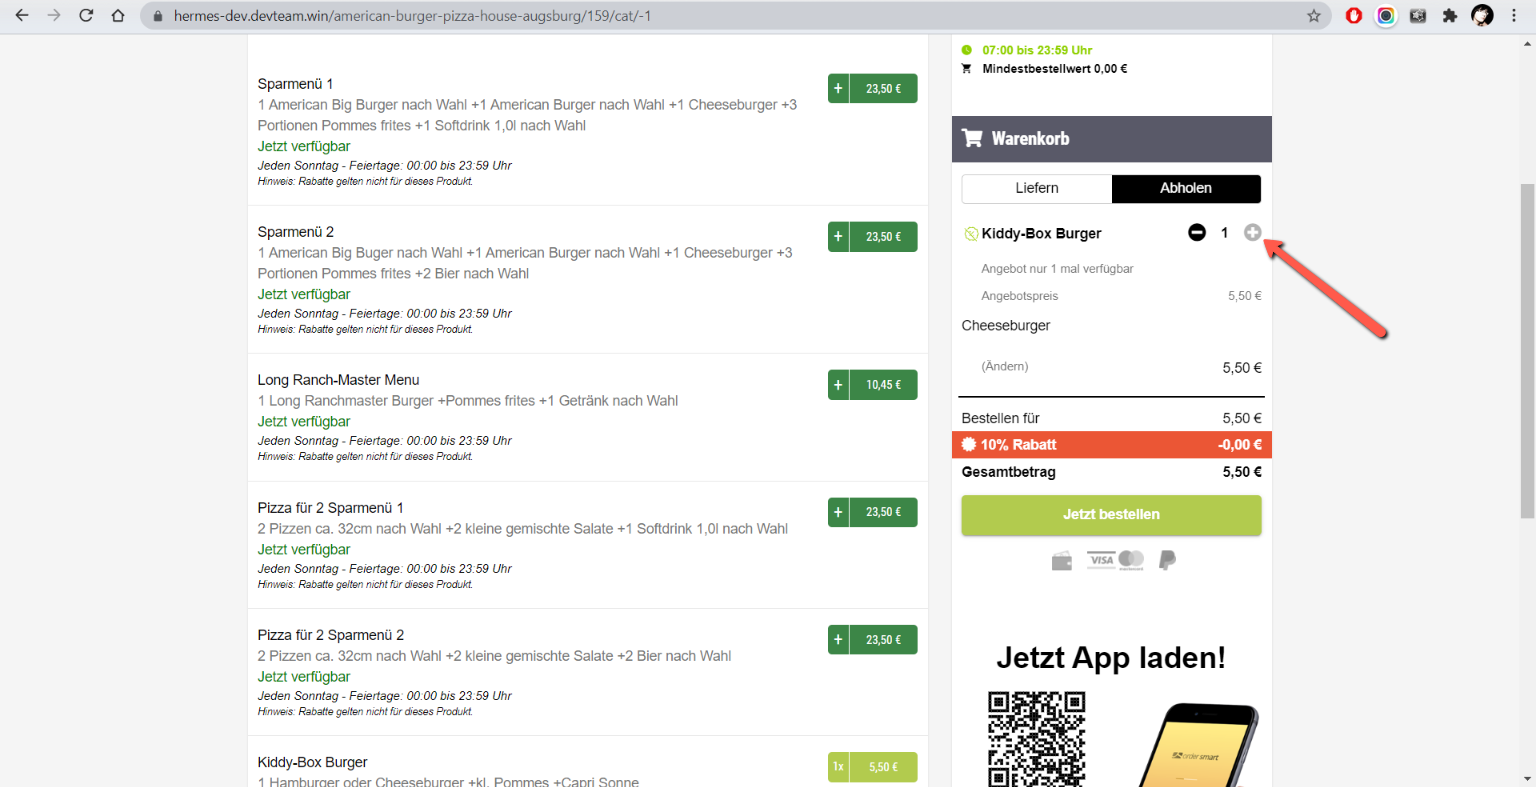 hermes-dev.devteam.win/american-burger-pizza-house-augsburg/159/cat/-1
Sparmenü 1
+ 23,50 €
1 American Big Burger nach Wahl +1 American Burger nach Wahl +1 Cheeseburger +3
Portionen Pommes frites +1 Softdrink 1,0l nach Wahl
Jetzt verfügbar
Jeden Sonntag - Feiertage: 00:00 bis 23:59 Uhr
Hinweis: Rabatte gelten nicht für dieses Produkt.
Sparmenü 2
+ 23,50 €
1 American Big Buger nach Wahl +1 American Burger nach Wahl +1 Cheeseburger +3
Portionen Pommes frites +2 Bier nach Wahl
Jetzt verfügbar
Jeden Sonntag - Feiertage: 00:00 bis 23:59 Uhr
Hinweis: Rabatte gelten nicht für dieses Produkt.
Long Ranch-Master Menu
+ 10,45 €
1 Long Ranchmaster Burger +Pommes frites +1 Getränk nach Wahl
Jetzt verfügbar
Jeden Sonntag - Feiertage: 00:00 bis 23:59 Uhr
Hinweis: Rabatte gelten nicht für dieses Produkt.
Pizza für 2 Sparmenü 1
+ 23,50 €
2 Pizzen ca. 32cm nach Wahl +2 kleine gemischte Salate +1 Softdrink 1,0l nach Wahl
Jetzt verfügbar
Jeden Sonntag - Feiertage: 00:00 bis 23:59 Uhr
Hinweis: Rabatte gelten nicht für dieses Produkt.
Pizza für 2 Sparmenü 2
+ 23,50 €
2 Pizzen ca. 32cm nach Wahl +2 kleine gemischte Salate +2 Bier nach Wahl
Jetzt verfügbar
Jeden Sonntag - Feiertage: 00:00 bis 23:59 Uhr
Hinweis: Rabatte gelten nicht für dieses Produkt.
Kiddy-Box Burger
1x 5,50 €
1 Hamburger oder Cheeseburger +kl. Pommes +Capri Sonne
07:00 bis 23:59 Uhr
Mindestbestellwert 0,00 €
Warenkorb
Liefern Abholen
Kiddy-Box Burger 1
Angebot nur 1 mal verfügbar
Angebotspreis 5,50 €
Cheeseburger
(Ändern) 5,50 €
Bestellen für 5,50 €
10% Rabatt -0,00 €
Gesamtbetrag 5,50 €
Jetzt bestellen
VISA
Jetzt App laden!
order smart